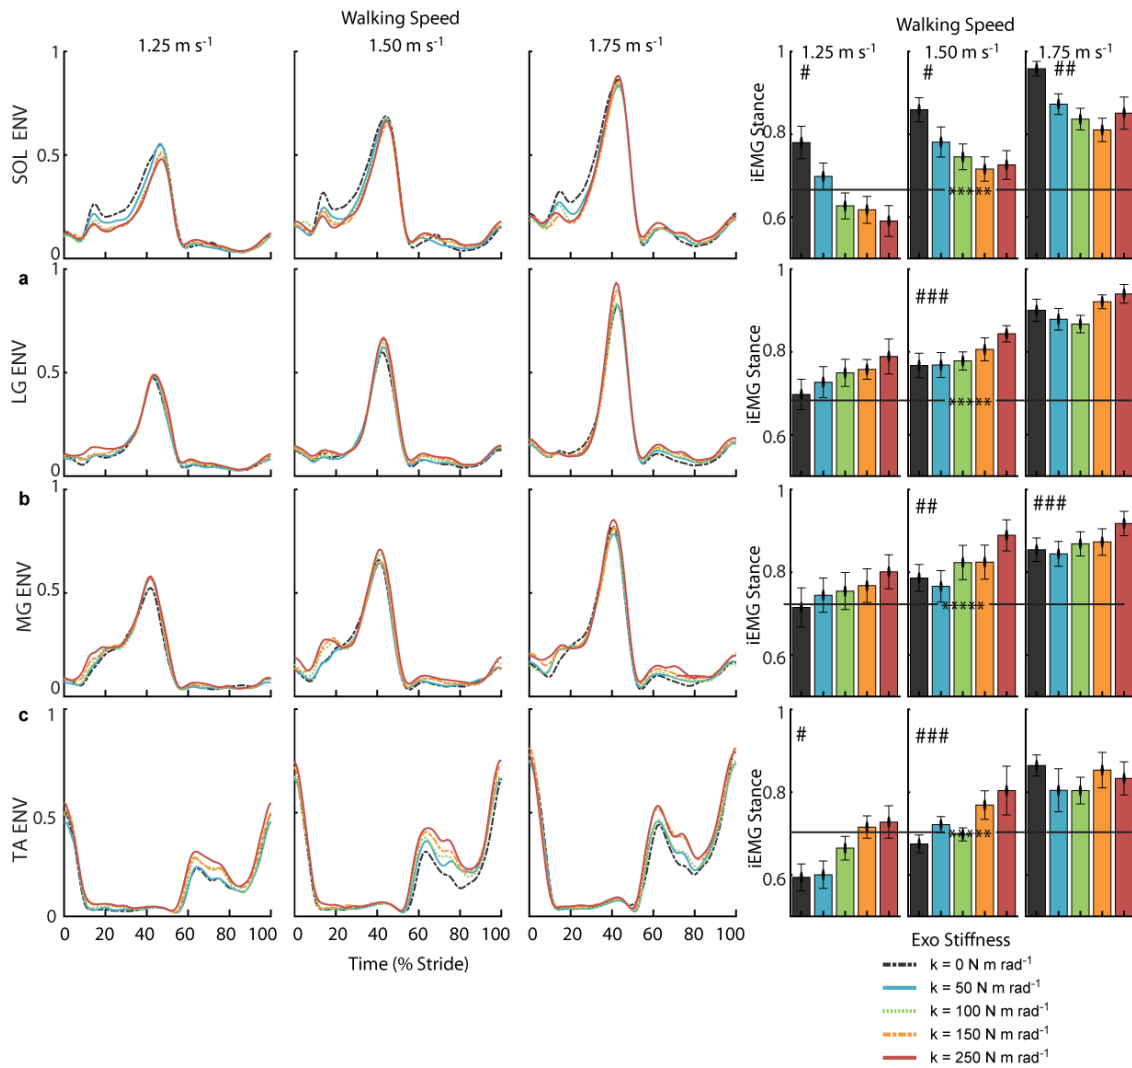 Walking Speed
1.25 m s⁻¹ 1.50 m s⁻¹ 1.75 m s⁻¹
Walking Speed
1.25 m s⁻¹ 1.50 m s⁻¹ 1.75 m s⁻¹
SOL ENV
1
0.5
0
iEMG Stance
1
0.8
0.6
# # ##
*****
a
LG ENV
1
0.5
0
iEMG Stance
1
0.8
0.6
###
*****
b
MG ENV
1
0.5
0
iEMG Stance
1
0.8
0.6
## ###
*****
c
TA ENV
1
0.5
0
iEMG Stance
1
0.8
0.6
# ###
*****
0 20 40 60 80 100 0 20 40 60 80 100 0 20 40 60 80 100
Time (% Stride)
Exo Stiffness
k = 0 N m rad⁻¹
k = 50 N m rad⁻¹
k = 100 N m rad⁻¹
k = 150 N m rad⁻¹
k = 250 N m rad⁻¹